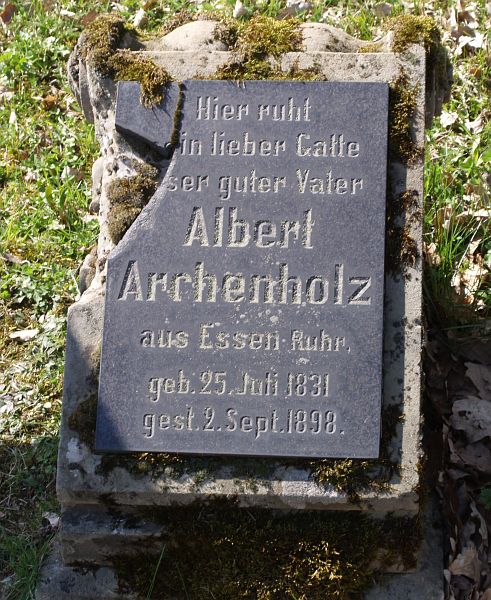 Hier ruht
in lieber Gatte
ser guter Vater
Albert
Archenholz
aus Essen Ruhr,
geb. 25. Juli 1831
gest. 2. Sept. 1898.